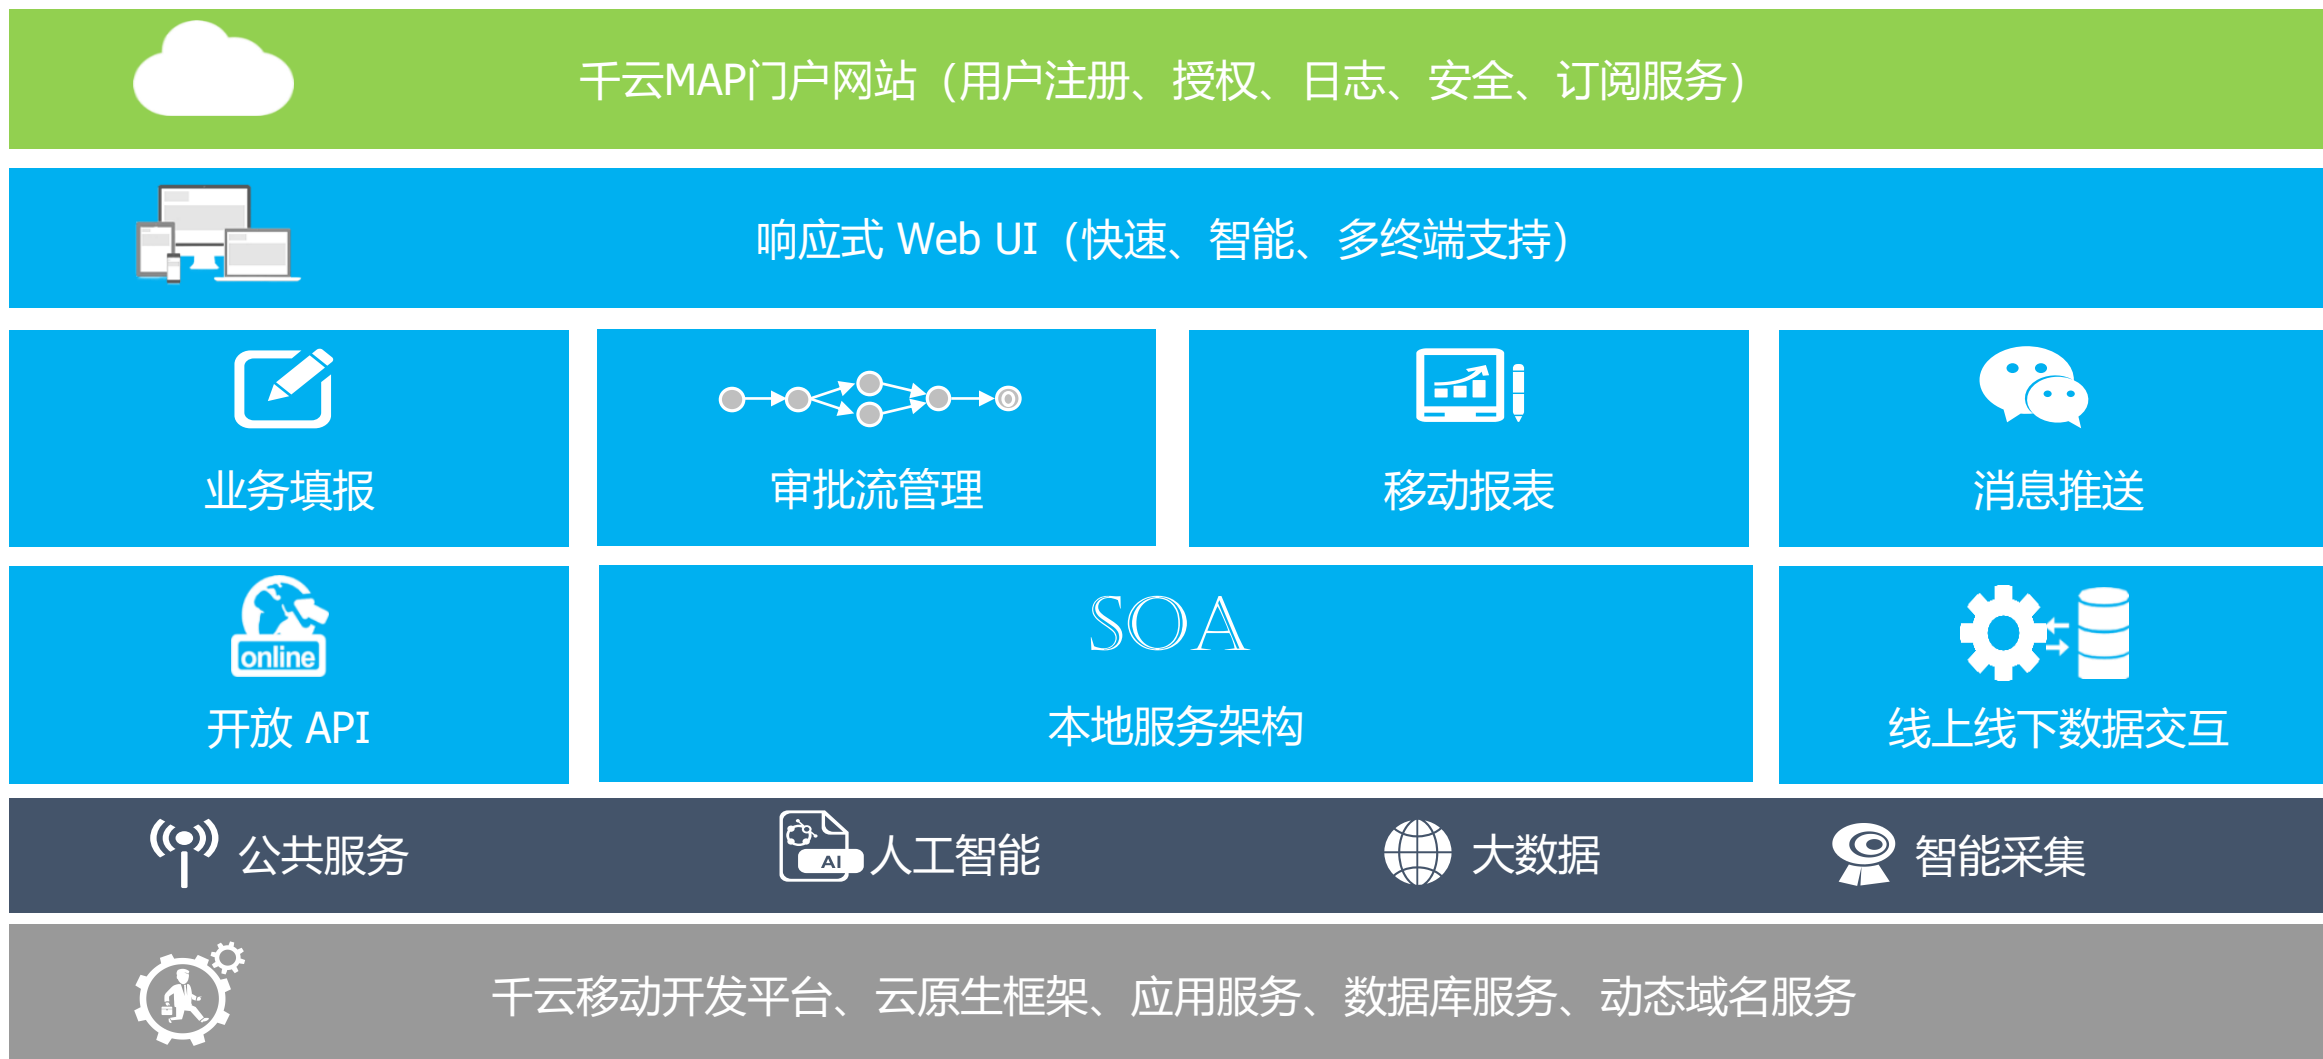 千云MAP门户网站（用户注册、授权、日志、安全、订阅服务）
响应式 Web UI（快速、智能、多终端支持）
业务填报
审批流管理
移动报表
消息推送
online
开放 API
SOA
本地服务架构
线上线下数据交互
公共服务
AI
人工智能
大数据
智能采集
千云移动开发平台、云原生框架、应用服务、数据库服务、动态域名服务